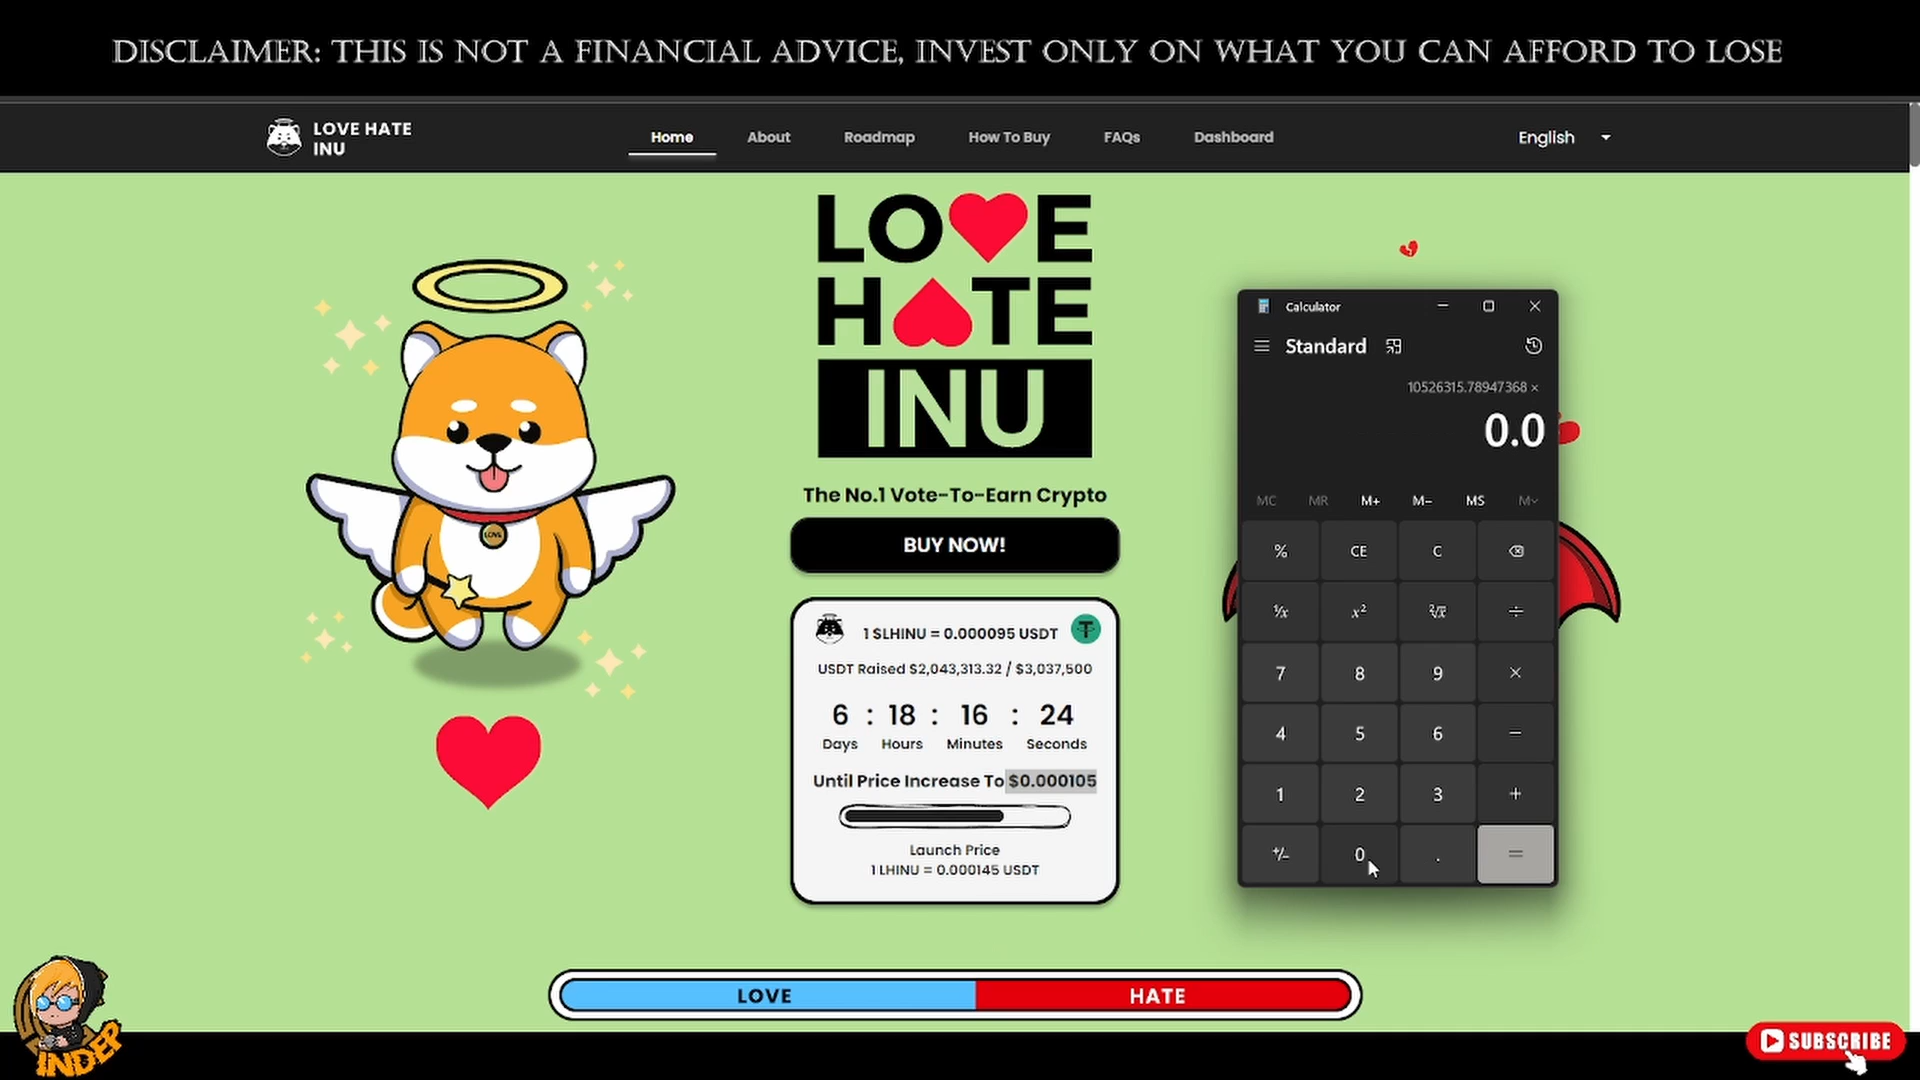 DISCLAIMER: THIS IS NOT A FINANCIAL ADVICE, INVEST ONLY ON WHAT YOU CAN AFFORD TO LOSE
LOVE HATE
INU
Home
About
Roadmap
How To Buy
FAQs
Dashboard
English
LOVE
HATE
INU
The No.1 Vote-To-Earn Crypto
BUY NOW!
1 SLHINU = 0.000095 USDT
USDT Raised $2,043,313.32 / $3,037,500
6 : 18 : 16 : 24
Days Hours Minutes Seconds
Until Price Increase To $0.000105
Launch Price
1 LHINU = 0.000145 USDT
LOVE
LOVE
HATE
Calculator
Standard
10526315.78947368 ×
0.0
MC MR M+ M− MS M˅
% CE C
¹/x x² ²√x ÷
7 8 9 ×
4 5 6 −
1 2 3 +
+/− 0 . =
INDEP
SUBSCRIBE